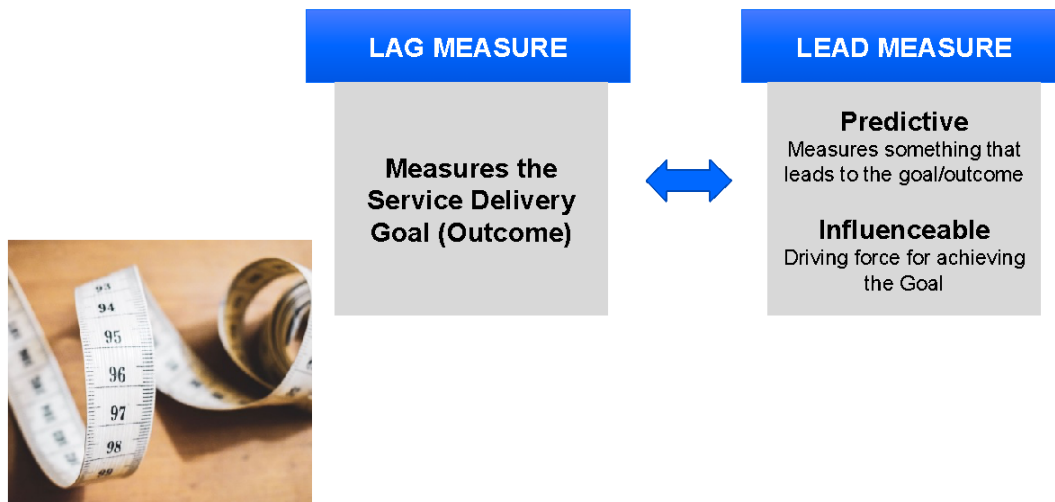 LAG MEASURE
Measures the
Service Delivery
Goal (Outcome)
LEAD MEASURE
Predictive
Measures something that
leads to the goal/outcome
Influenceable
Driving force for achieving
the Goal
93
94
95
96
97
98
99